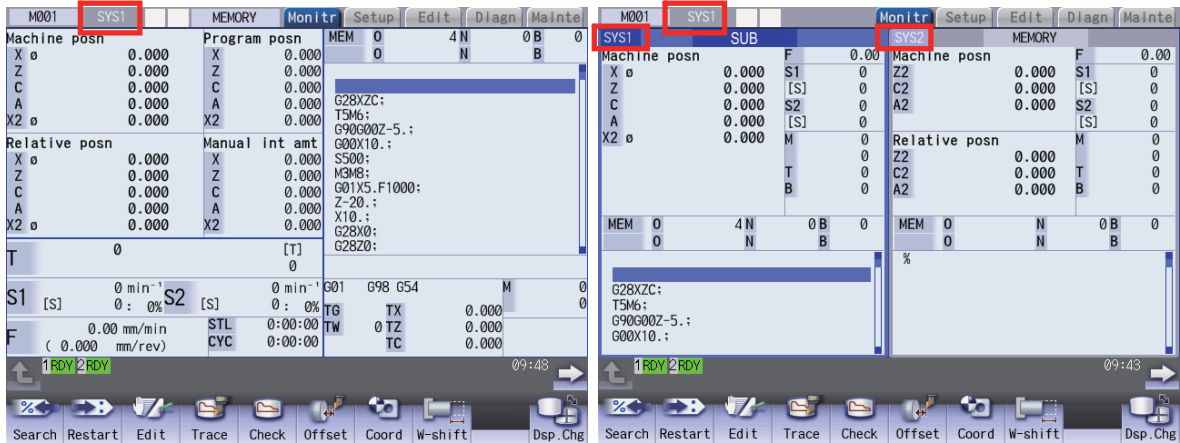 M001 SYS1 MEMORY Monitr Setup Edit Diagn Mainte
Machine posn Program posn MEM O 4 N 0 B 0
O N B
X ø 0.000 X 0.000
Z 0.000 Z 0.000
C 0.000 C 0.000
A 0.000 A 0.000
X2 ø 0.000 X2 0.000
Relative posn Manual int amt
X ø 0.000 X 0.000
Z 0.000 Z 0.000
C 0.000 C 0.000
A 0.000 A 0.000
X2 ø 0.000 X2 0.000
G28XZC;
T5M6;
G90G00Z-5.;
G00X10.;
S500;
M3M8;
G01X5.F1000;
Z-20.;
X10.;
G28X0;
G28Z0;
T 0 [T]
0
S1 [S] 0 min⁻¹ 0: 0% S2 [S] 0 min⁻¹ 0: 0%
F 0.00 mm/min
( 0.000 mm/rev)
STL 0:00:00
CYC 0:00:00
G01 G98 G54 M 0
0
TG TX 0.000
TW 0 TZ 0.000
TC 0.000
1 RDY 2 RDY 09:48
Search Restart Edit Trace Check Offset Coord W-shift Dsp.Chg
M001 SYS1 Monitr Setup Edit Diagn Mainte
SYS1 SUB
Machine posn F 0.00
X ø 0.000 S1 0
Z 0.000 [S] 0
C 0.000 S2 0
A 0.000 [S] 0
X2 ø 0.000 M 0
0
T 0
B 0
MEM O 4 N 0 B 0
O N B
G28XZC;
T5M6;
G90G00Z-5.;
G00X10.;
SYS2 MEMORY
Machine posn F 0.00
Z2 0.000 S1 0
C2 0.000 [S] 0
A2 0.000 S2 0
[S] 0
Relative posn M 0
Z2 0.000 0
C2 0.000 T 0
A2 0.000 B 0
MEM O N 0 B 0
O N B
%
1 RDY 2 RDY 09:43
Search Restart Edit Trace Check Offset Coord W-shift Dsp.Chg